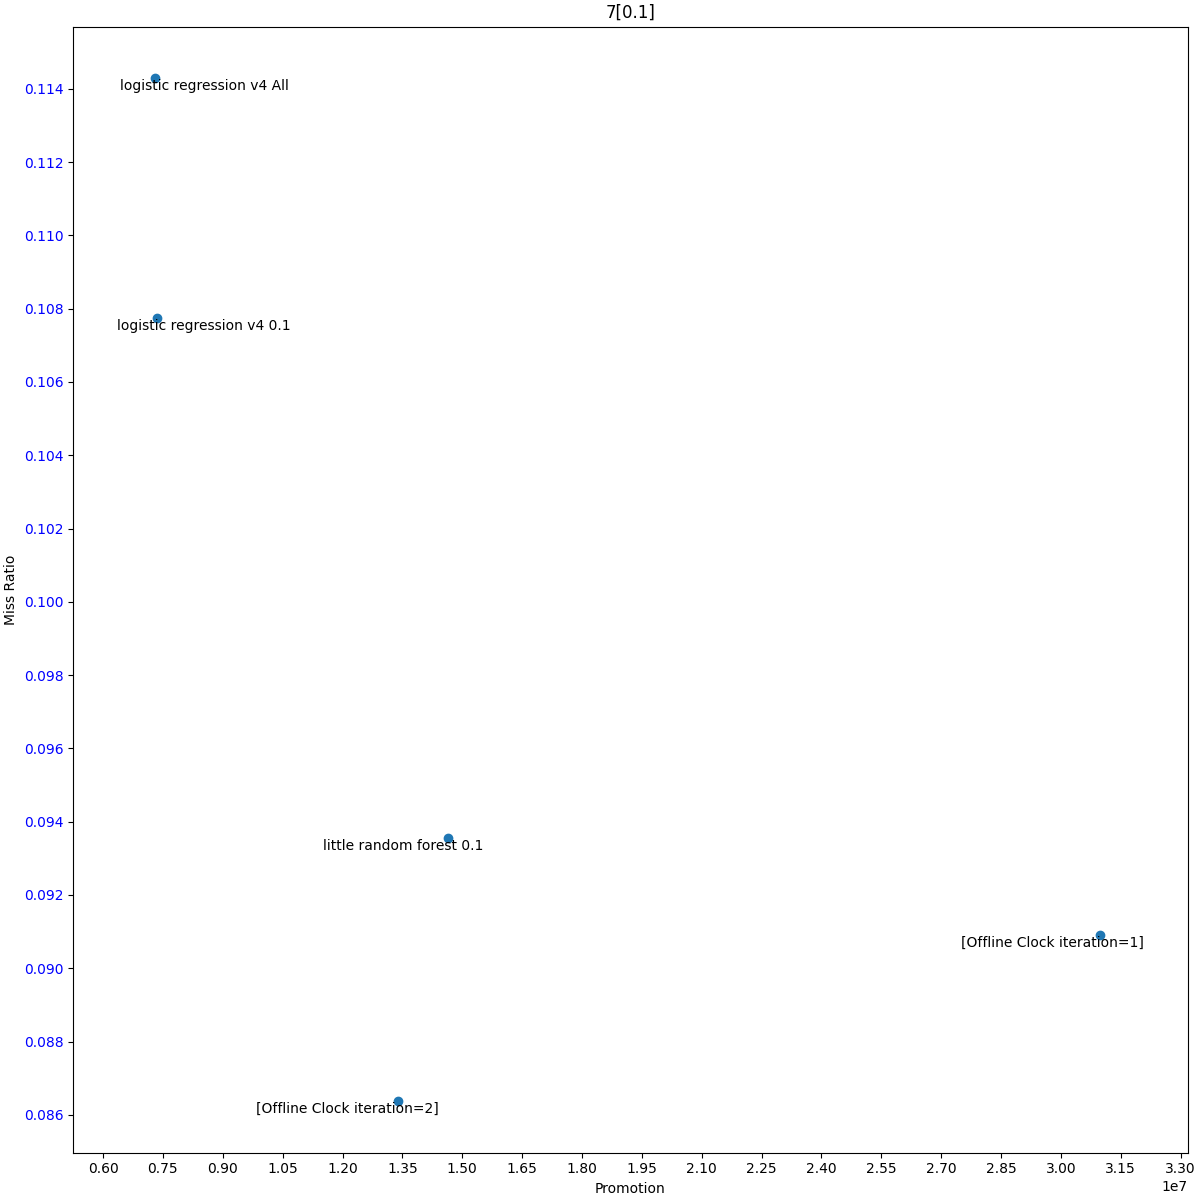 7[0.1]
logistic regression v4 All
0.114
0.112
0.110
0.108
logistic regression v4 0.1
0.106
0.104
0.102
Miss Ratio
0.100
0.098
0.096
0.094
little random forest 0.1
0.092
[Offline Clock iteration=1]
0.090
0.088
[Offline Clock iteration=2]
0.086
0.60 0.75 0.90 1.05 1.20 1.35 1.50 1.65 1.80 1.95 2.10 2.25 2.40 2.55 2.70 2.85 3.00 3.15 3.30
1e7
Promotion